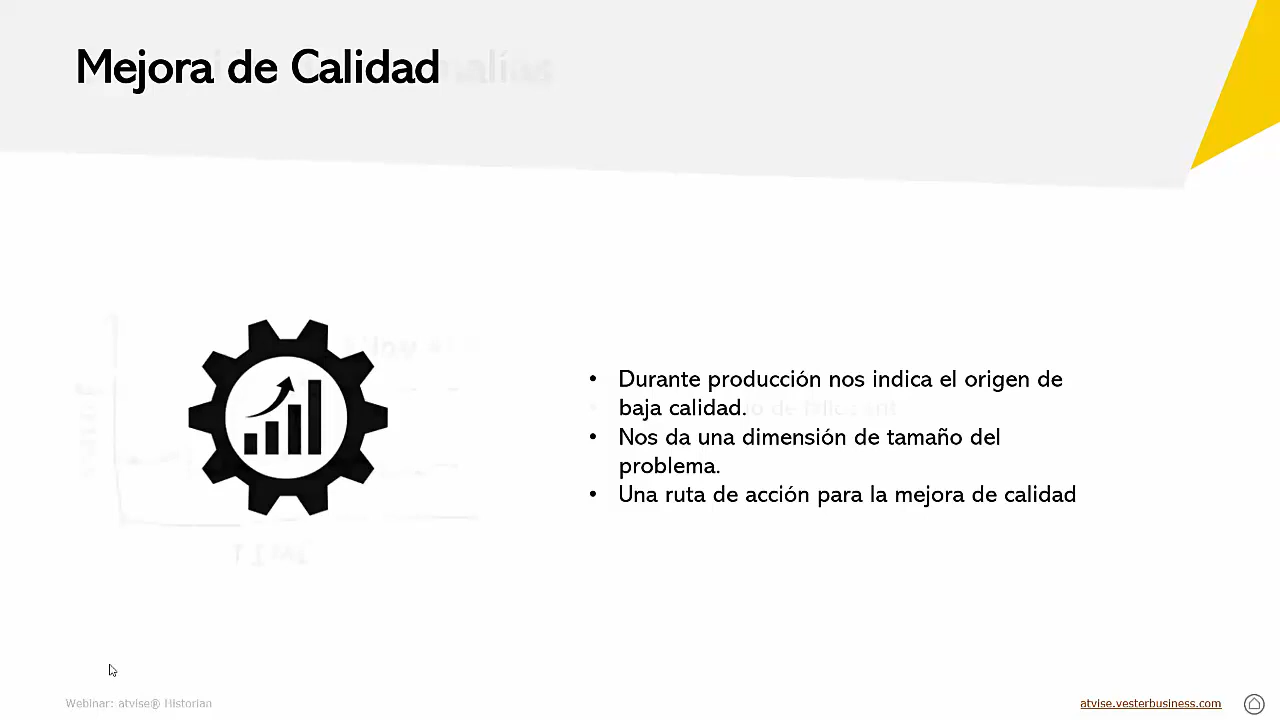 Mejora de Calidad
• Durante producción nos indica el origen de
baja calidad.
• Nos da una dimensión de tamaño del
problema.
• Una ruta de acción para la mejora de calidad
Webinar: atvise® Historian
atvise.vesterbusiness.com